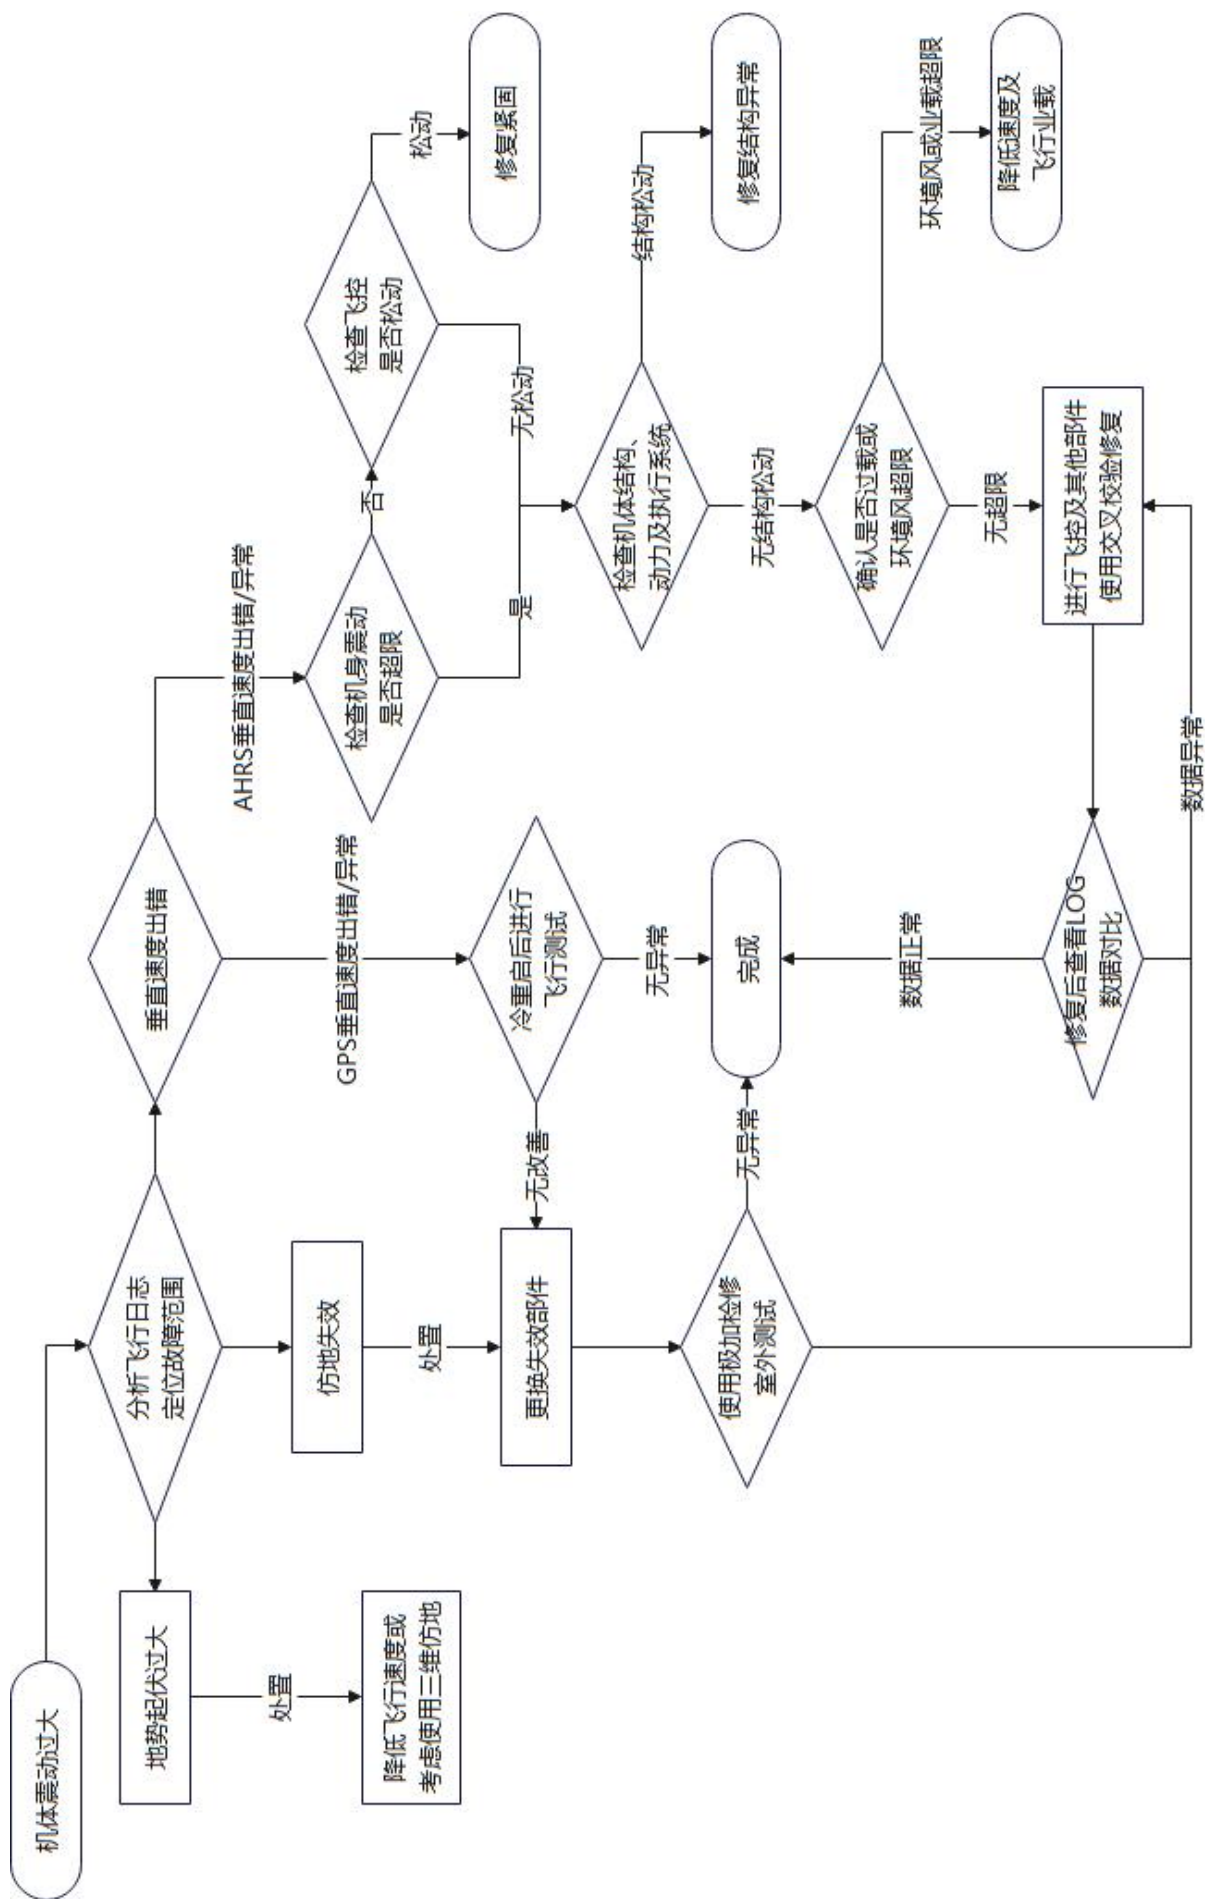 机体震动过大
分析飞行日志
定位故障范围
地势起伏过大
处置
降低飞行速度或
考虑使用三维仿地
仿地失效
处置
更换失效部件
使用极加检修
室外测试
无异常
垂直速度出错
GPS垂直速度出错/异常
冷重启后进行
飞行测试
无改善
无异常
完成
AHRS垂直速度出错/异常
检查机身震动
是否超限
否
是
检查飞控
是否松动
松动
修复紧固
无松动
检查机体结构、
动力及执行系统
结构松动
修复结构异常
无结构松动
确认是否过载或
环境风超限
环境风或业载超限
降低速度及
飞行业载
无超限
进行飞控及其他部件
使用交叉校验修复
修复后查看LOG
数据对比
数据正常
数据异常